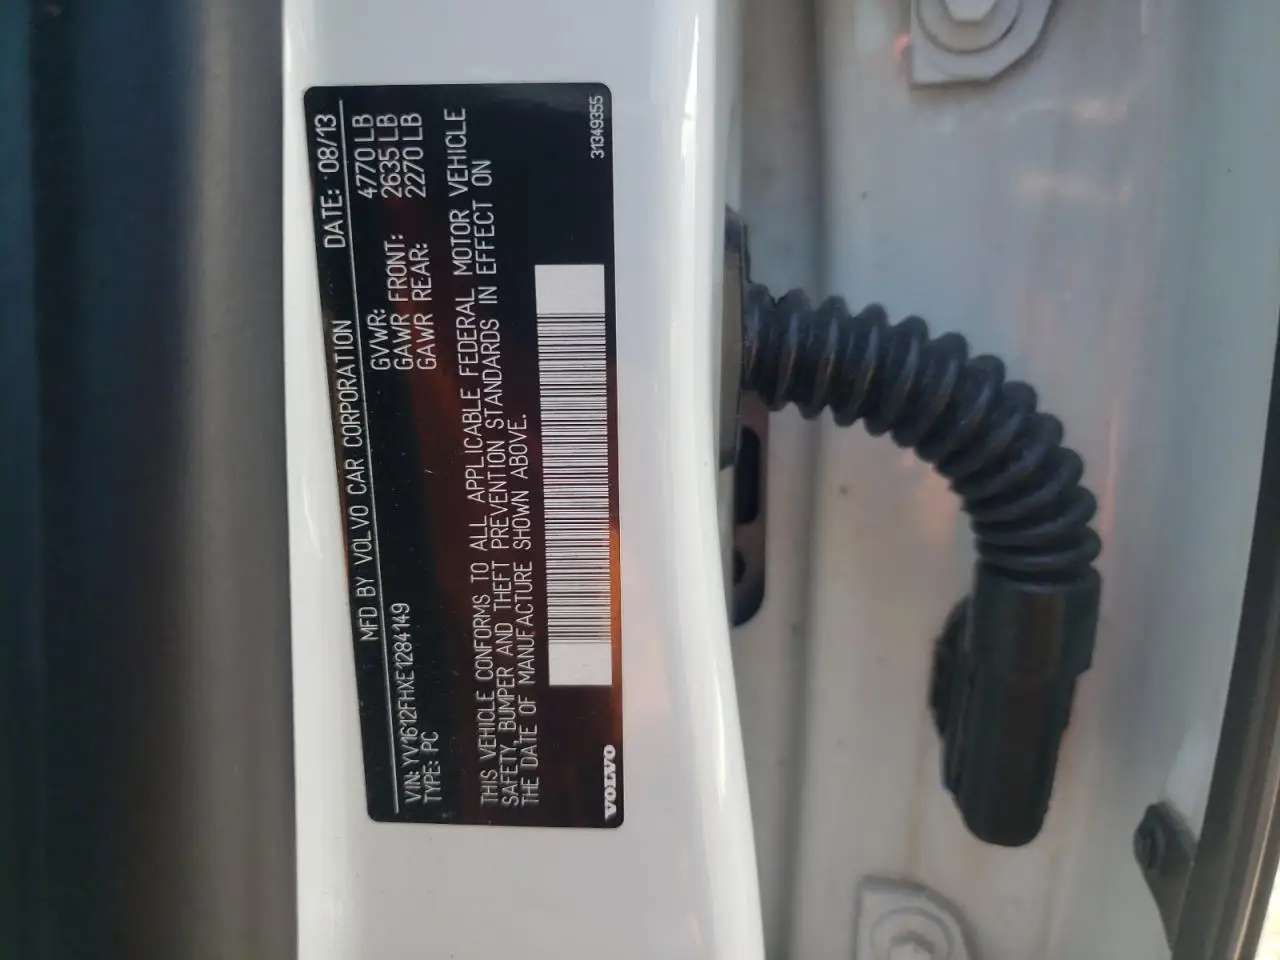 MFD BY VOLVO CAR CORPORATION DATE: 08/13
GVWR: 4770 LB
GAWR FRONT: 2635 LB
GAWR REAR: 2270 LB
VIN: YV1612FHXE1284149
TYPE: PC
THIS VEHICLE CONFORMS TO ALL APPLICABLE FEDERAL MOTOR VEHICLE
SAFETY, BUMPER AND THEFT PREVENTION STANDARDS IN EFFECT ON
THE DATE OF MANUFACTURE SHOWN ABOVE.
VOLVO
31349355